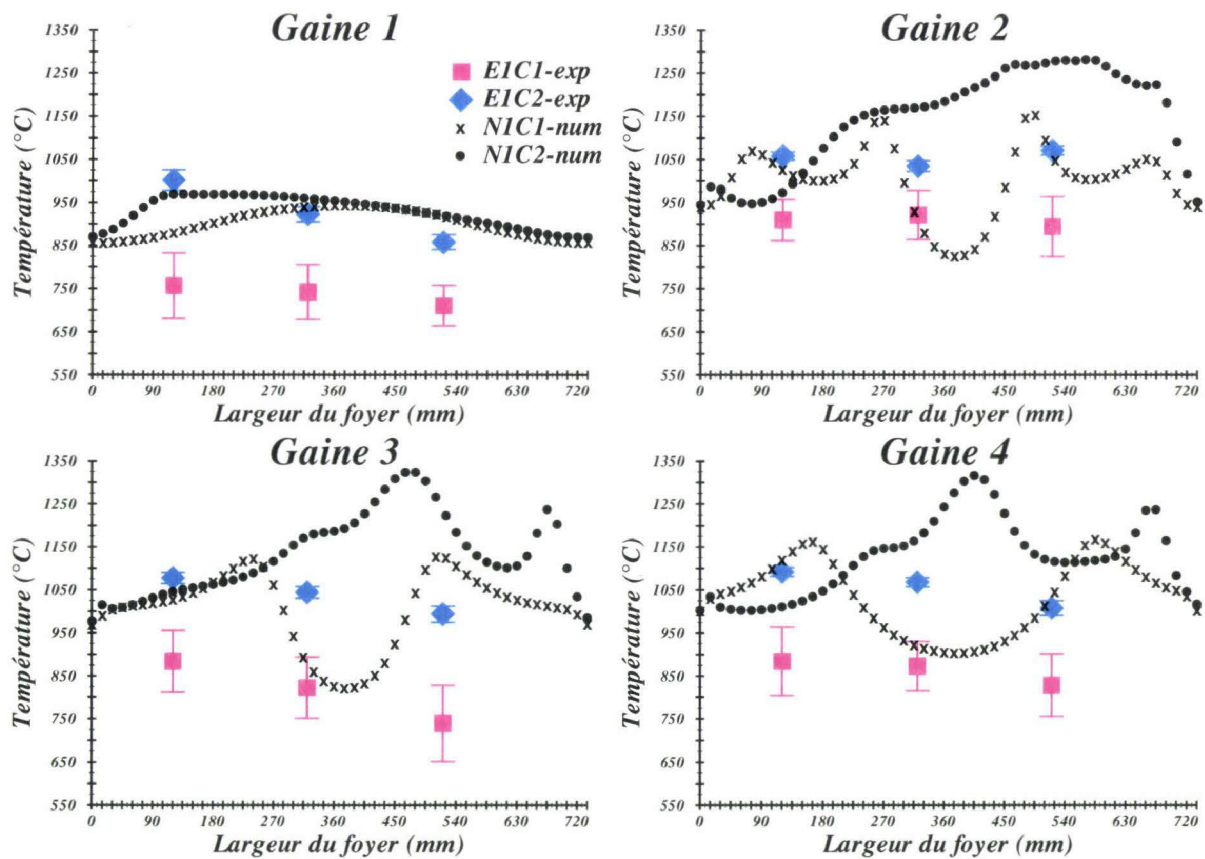 Gaine 1
Température (°C)
1350
1250
1150
1050
950
850
750
650
550
E1C1-exp
E1C2-exp
N1C1-num
N1C2-num
0 90 180 270 360 450 540 630 720
Largeur du foyer (mm)
Gaine 2
Température (°C)
1350
1250
1150
1050
950
850
750
650
550
0 90 180 270 360 450 540 630 720
Largeur du foyer (mm)
Gaine 3
Température (°C)
1350
1250
1150
1050
950
850
750
650
550
0 90 180 270 360 450 540 630 720
Largeur du foyer (mm)
Gaine 4
Température (°C)
1350
1250
1150
1050
950
850
750
650
550
0 90 180 270 360 450 540 630 720
Largeur du foyer (mm)